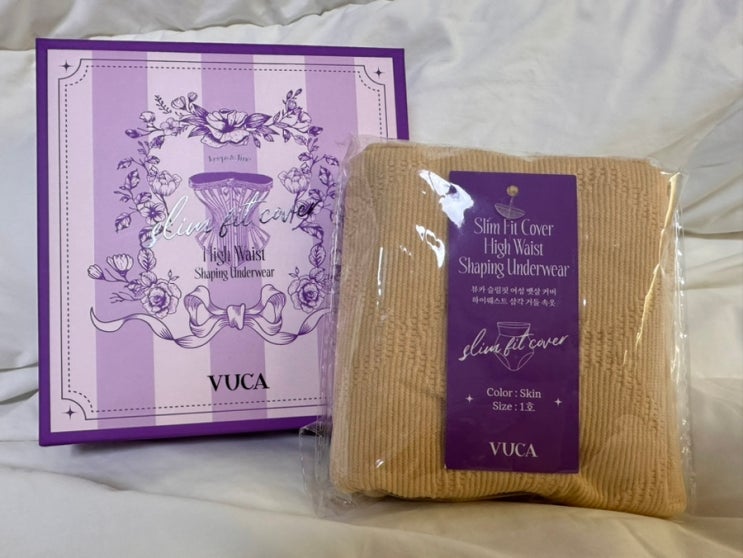 keeps & line
slim fit cover
High Waist
Shaping Underwear
VUCA
Slim Fit Cover
High Waist
Shaping Underwear
뷰카 슬림핏 여성 뱃살 커버
하이웨스트 삼각 거들 속옷
slim fit cover
Color : Skin
Size : 1호
VUCA